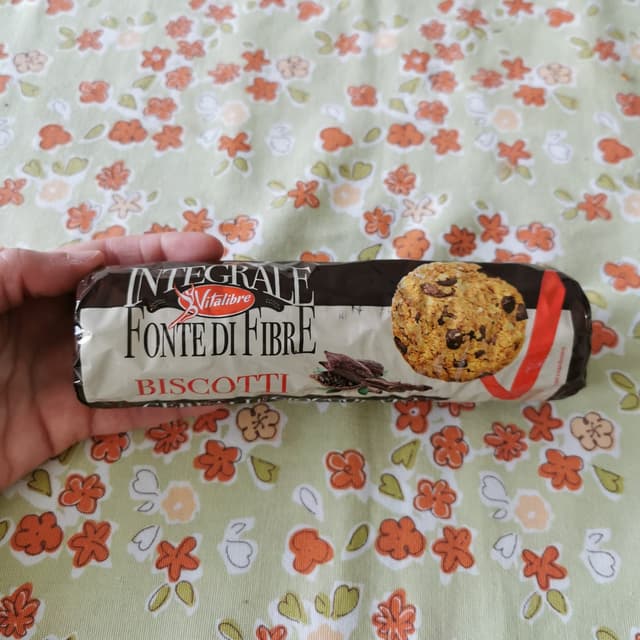 INTEGRALE
Vitalibre
FONTE DI FIBRE
BISCOTTI